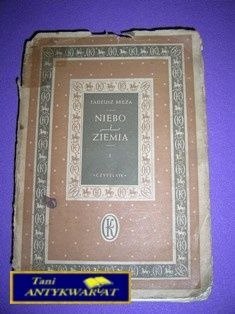 TADEUSZ BREZA
NIEBO
I
ZIEMIA
I
«CZYTELNIK»
K
Tani
ANTYKWARIAT